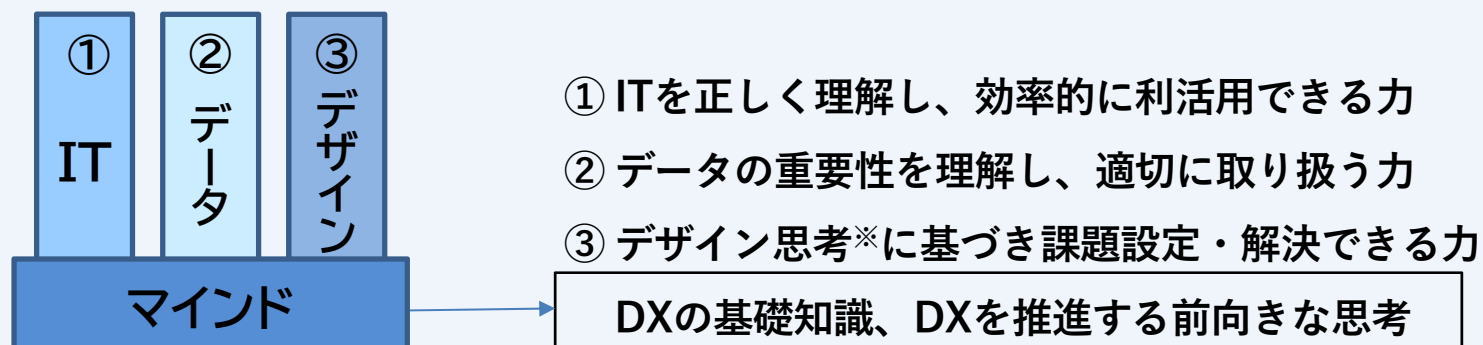 ①
IT
②
データ
③
デザイン
マインド
① ITを正しく理解し、効率的に利活用できる力
② データの重要性を理解し、適切に取り扱う力
③ デザイン思考※に基づき課題設定・解決できる力
DXの基礎知識、DXを推進する前向きな思考